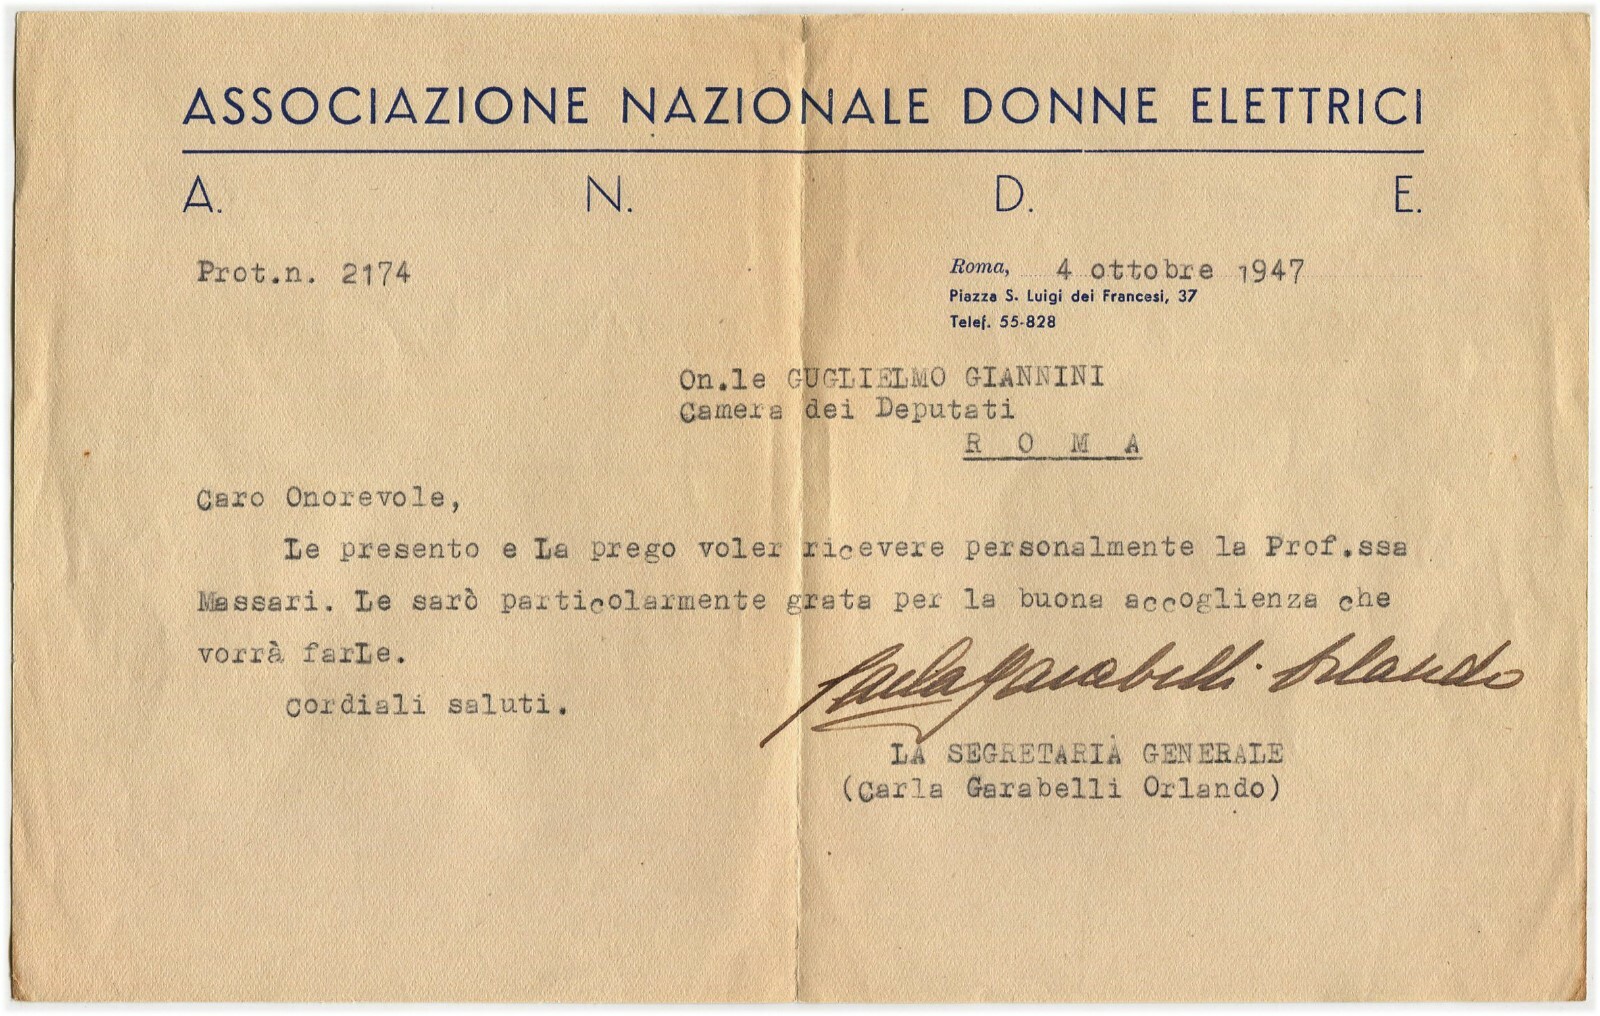 ASSOCIAZIONE NAZIONALE DONNE ELETTRICI
A. N. D. E.
Prot.n. 2174
Roma, 4 ottobre 1947
Piazza S. Luigi dei Francesi, 37
Telef. 55-828
On.le GUGLIELMO GIANNINI
Camera dei Deputati
R O M A
Caro Onorevole,
Le presento e La prego voler ricevere personalmente la Prof.ssa
Massari. Le sarò particolarmente grata per la buona accoglienza che
vorrà farLe.
Cordiali saluti.
Carla Garabelli Orlando
LA SEGRETARIA GENERALE
(Carla Garabelli Orlando)